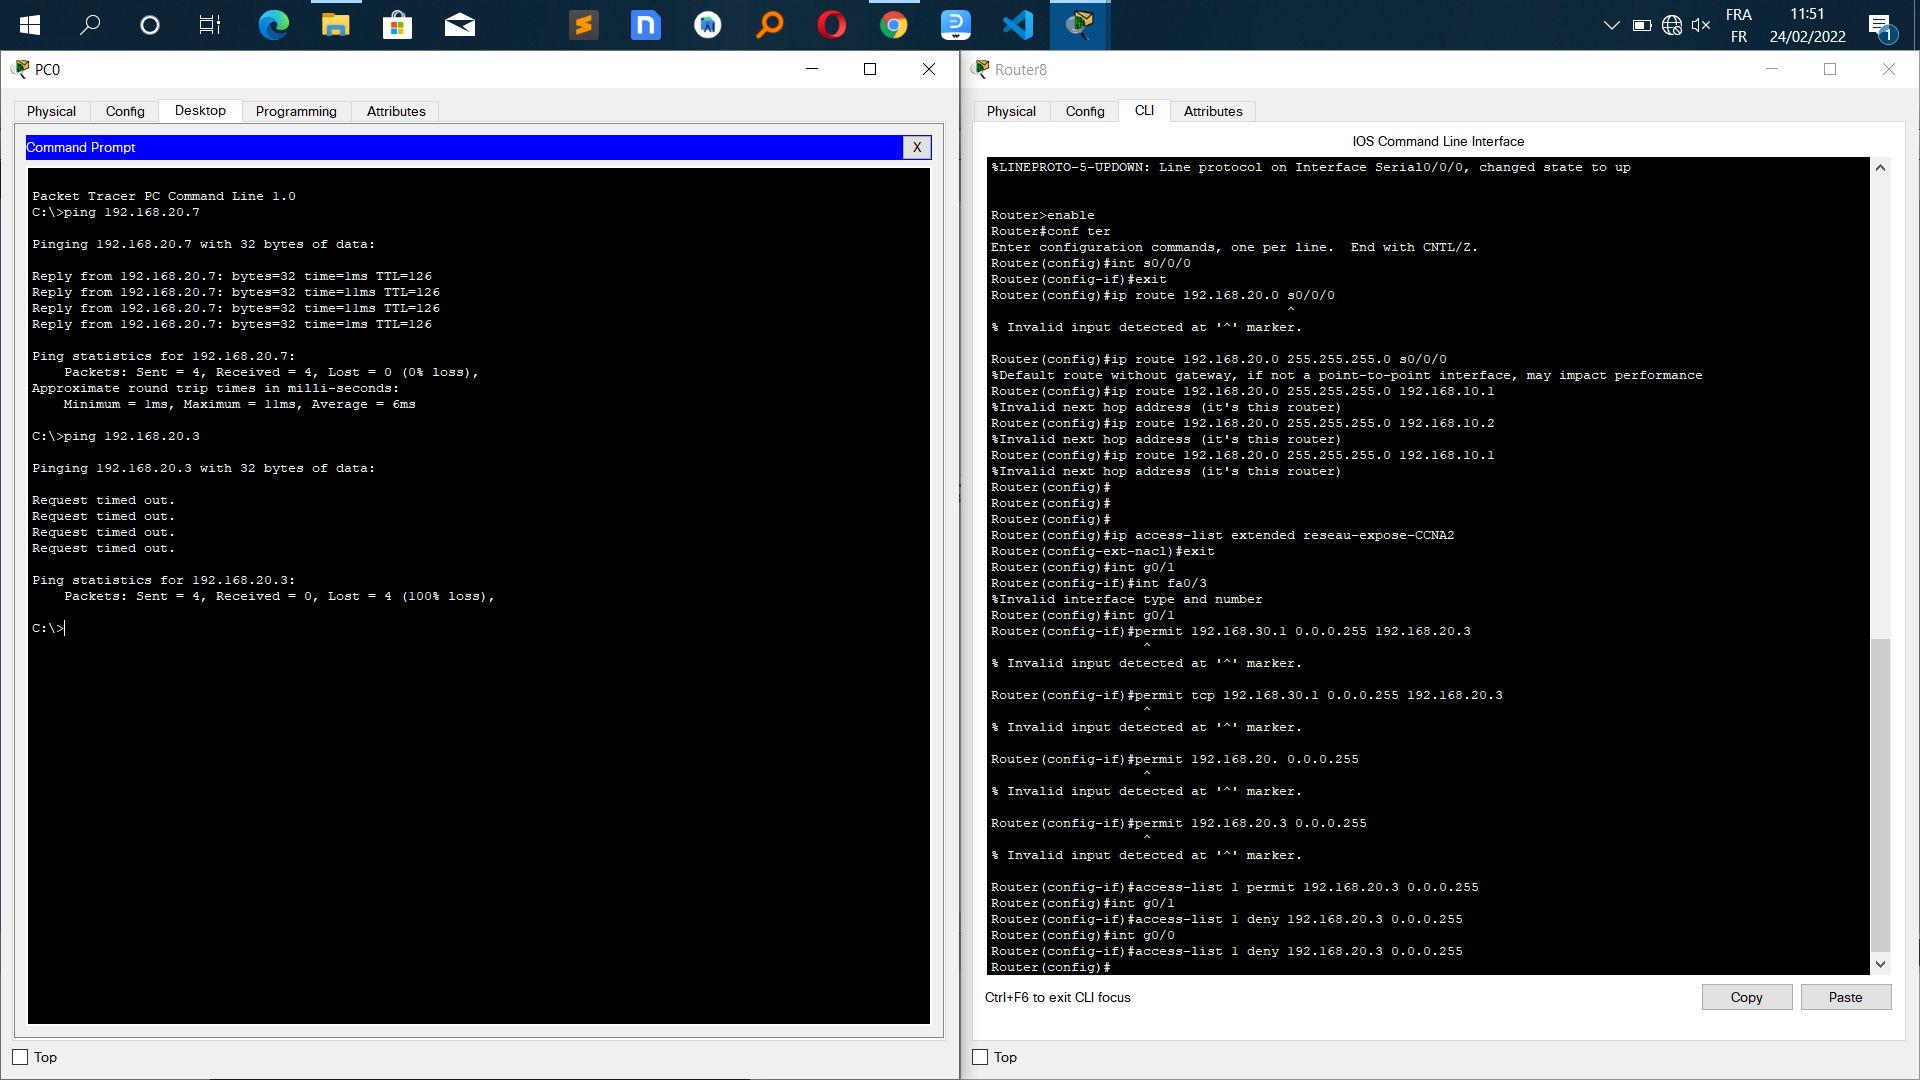 FRA
FR
11:51
24/02/2022
1
PC0
Physical
Config
Desktop
Programming
Attributes
Command Prompt
X
Packet Tracer PC Command Line 1.0
C:\>ping 192.168.20.7
Pinging 192.168.20.7 with 32 bytes of data:
Reply from 192.168.20.7: bytes=32 time=1ms TTL=126
Reply from 192.168.20.7: bytes=32 time=11ms TTL=126
Reply from 192.168.20.7: bytes=32 time=11ms TTL=126
Reply from 192.168.20.7: bytes=32 time=1ms TTL=126
Ping statistics for 192.168.20.7:
Packets: Sent = 4, Received = 4, Lost = 0 (0% loss),
Approximate round trip times in milli-seconds:
Minimum = 1ms, Maximum = 11ms, Average = 6ms
C:\>ping 192.168.20.3
Pinging 192.168.20.3 with 32 bytes of data:
Request timed out.
Request timed out.
Request timed out.
Request timed out.
Ping statistics for 192.168.20.3:
Packets: Sent = 4, Received = 0, Lost = 4 (100% loss),
C:\>
Top
Router8
Physical
Config
CLI
Attributes
IOS Command Line Interface
%LINEPROTO-5-UPDOWN: Line protocol on Interface Serial0/0/0, changed state to up
Router>enable
Router#conf ter
Enter configuration commands, one per line.  End with CNTL/Z.
Router(config)#int s0/0/0
Router(config-if)#exit
Router(config)#ip route 192.168.20.0 s0/0/0
^
% Invalid input detected at '^' marker.
Router(config)#ip route 192.168.20.0 255.255.255.0 s0/0/0
%Default route without gateway, if not a point-to-point interface, may impact performance
Router(config)#ip route 192.168.20.0 255.255.255.0 192.168.10.1
%Invalid next hop address (it's this router)
Router(config)#ip route 192.168.20.0 255.255.255.0 192.168.10.2
%Invalid next hop address (it's this router)
Router(config)#ip route 192.168.20.0 255.255.255.0 192.168.10.1
%Invalid next hop address (it's this router)
Router(config)#
Router(config)#
Router(config)#
Router(config)#ip access-list extended reseau-expose-CCNA2
Router(config-ext-nacl)#exit
Router(config)#int g0/1
Router(config-if)#int fa0/3
%Invalid interface type and number
Router(config)#int g0/1
Router(config-if)#permit 192.168.30.1 0.0.0.255 192.168.20.3
^
% Invalid input detected at '^' marker.
Router(config-if)#permit tcp 192.168.30.1 0.0.0.255 192.168.20.3
^
% Invalid input detected at '^' marker.
Router(config-if)#permit 192.168.20. 0.0.0.255
^
% Invalid input detected at '^' marker.
Router(config-if)#permit 192.168.20.3 0.0.0.255
^
% Invalid input detected at '^' marker.
Router(config-if)#access-list 1 permit 192.168.20.3 0.0.0.255
Router(config)#int g0/1
Router(config-if)#access-list 1 deny 192.168.20.3 0.0.0.255
Router(config)#int g0/0
Router(config-if)#access-list 1 deny 192.168.20.3 0.0.0.255
Router(config)#
Ctrl+F6 to exit CLI focus
Copy
Paste
Top